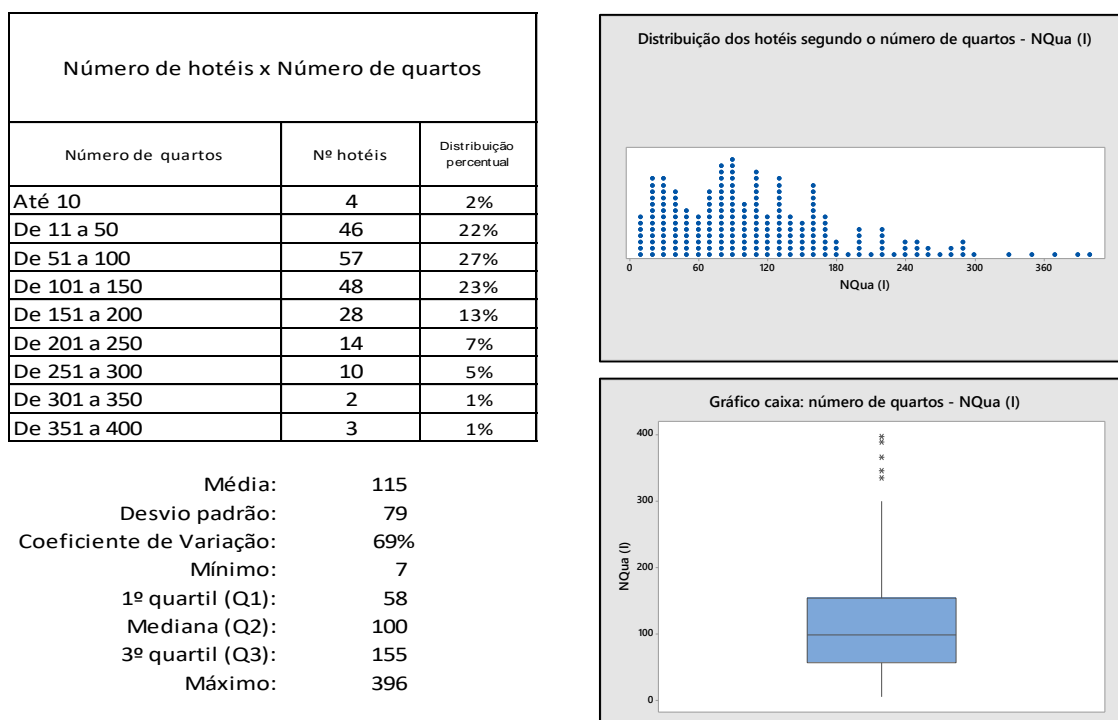 Número de hotéis x Número de quartos
Número de quartos Nº hotéis Distribuição percentual
Até 10 4 2%
De 11 a 50 46 22%
De 51 a 100 57 27%
De 101 a 150 48 23%
De 151 a 200 28 13%
De 201 a 250 14 7%
De 251 a 300 10 5%
De 301 a 350 2 1%
De 351 a 400 3 1%
Média: 115
Desvio padrão: 79
Coeficiente de Variação: 69%
Mínimo: 7
1º quartil (Q1): 58
Mediana (Q2): 100
3º quartil (Q3): 155
Máximo: 396
Distribuição dos hotéis segundo o número de quartos - NQua (I)
0 60 120 180 240 300 360
NQua (I)
Gráfico caixa: número de quartos - NQua (I)
400
300
200
100
0
NQua (I)